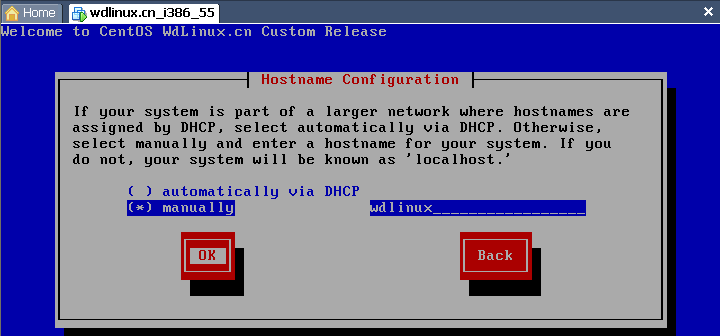 Home
wdlinux.cn_i386_55
Welcome to CentOS WdLinux.cn Custom Release
Hostname Configuration
If your system is part of a larger network where hostnames are
assigned by DHCP, select automatically via DHCP. Otherwise,
select manually and enter a hostname for your system. If you
do not, your system will be known as 'localhost.'
( ) automatically via DHCP
(*) manually wdlinux_________________
OK Back